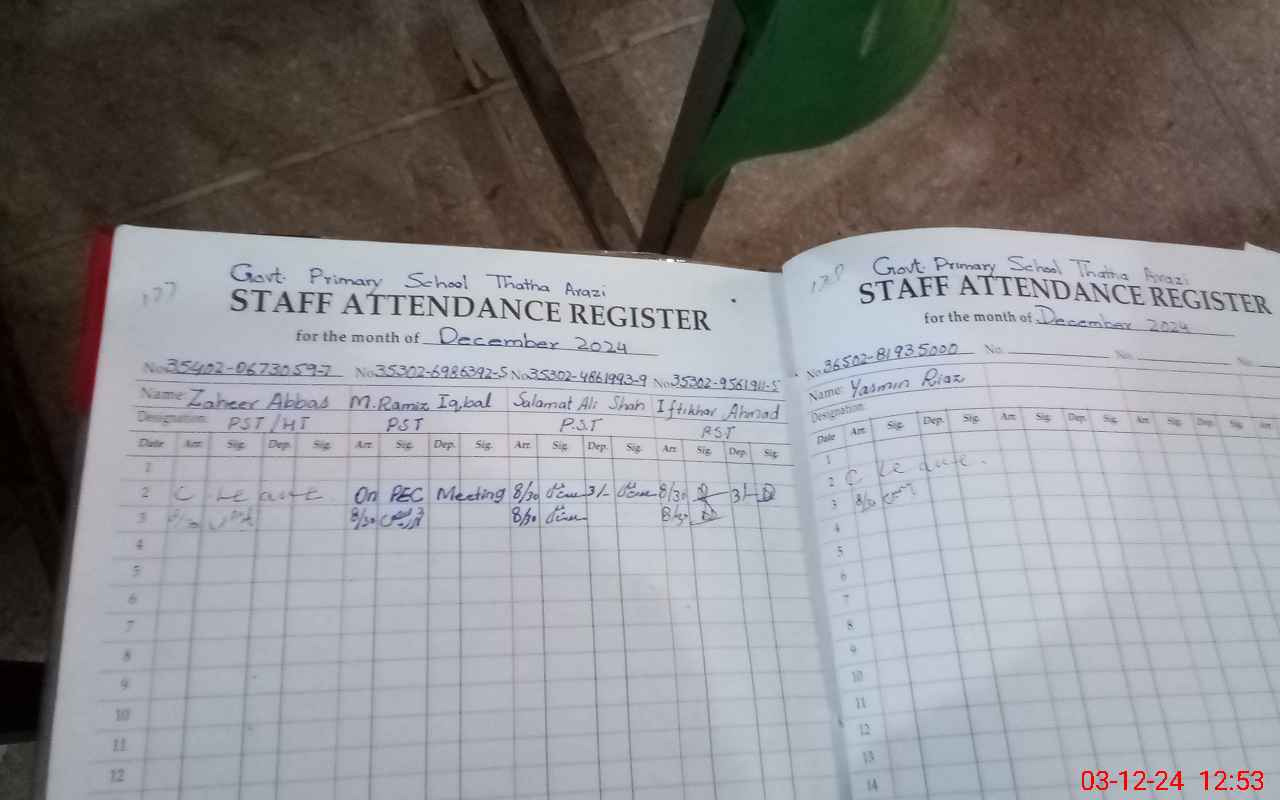 177
Govt. Primary School Thatha Arazi
STAFF ATTENDANCE REGISTER
for the month of December 2024
No 35402-0673059-7 No 35302-6986392-5 No 35302-4861993-9 No 35302-9561911-5
Name Zaheer Abbas M. Ramiz Iqbal Salamat Ali Shah Iftikhar Ahmad
Designation PST/HT PST P.S.T PST
Date Arr. Sig. Dep. Sig. Arr. Sig. Dep. Sig. Arr. Sig. Dep. Sig. Arr. Sig. Dep. Sig.
1
2 C Leave On PEC Meeting 8/30 3/- 8/30 3/-
3 8/30 8/30 8/30 8/30
4
5
6
7
8
9
10
11
12
178
Govt. Primary School Thatha Arazi
STAFF ATTENDANCE REGISTER
for the month of December 2024
No 36502-8193500 No. No. No.
Name: Yasmin Riaz
Designation
Date Arr. Sig. Dep. Sig. Arr. Sig. Dep. Sig. Arr. Sig. Dep. Sig. Arr.
1
2 C Leave.
3 8/30
4
5
6
7
8
9
10
11
12
13
14
03-12-24 12:53